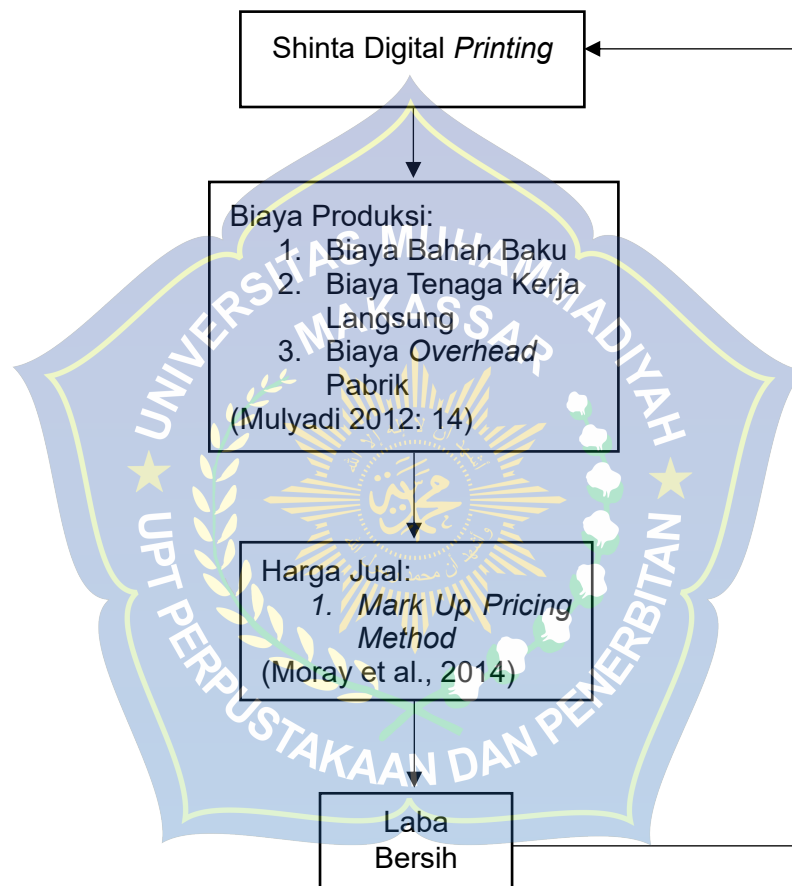 Shinta Digital Printing
Biaya Produksi:
1. Biaya Bahan Baku
2. Biaya Tenaga Kerja
Langsung
3. Biaya Overhead
Pabrik
(Mulyadi 2012: 14)
Harga Jual:
1. Mark Up Pricing
Method
(Moray et al., 2014)
Laba
Bersih
UNIVERSITAS MUHAMMADIYAH
MAKASSAR
UPT PERPUSTAKAAN DAN PENERBITAN